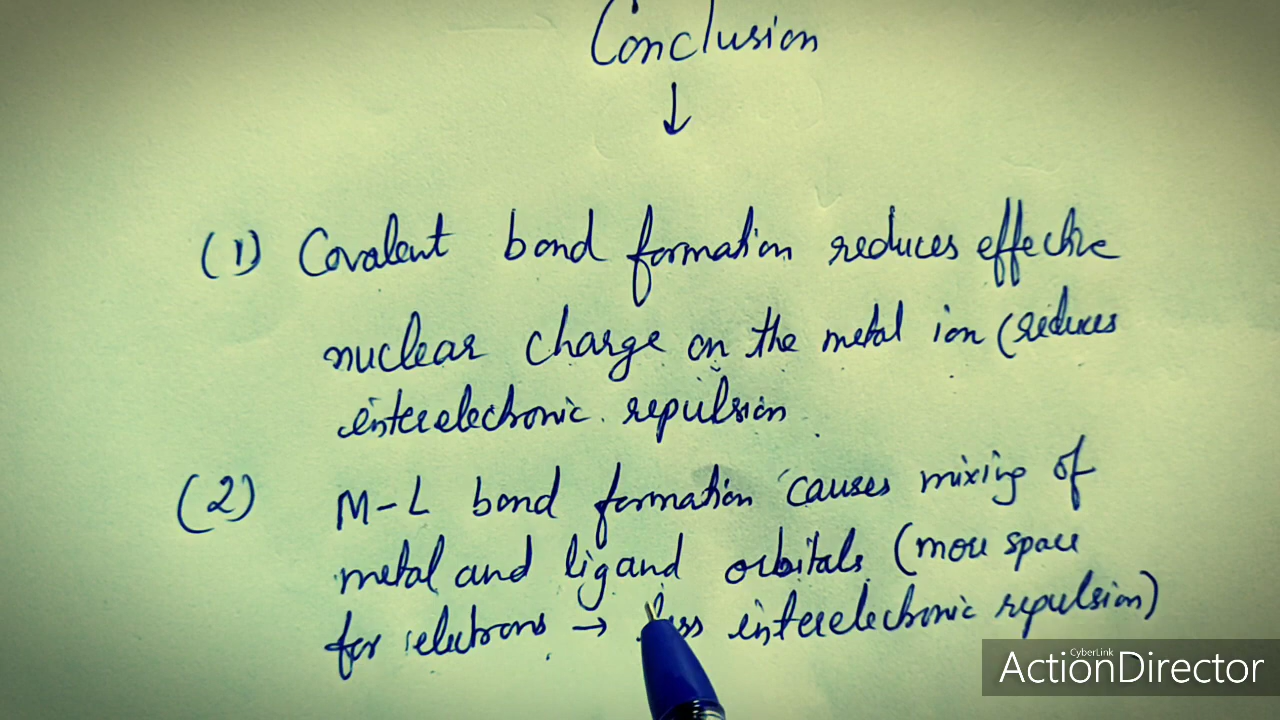 Conclusion
↓
(1) Covalent bond formation reduces effective
nuclear charge on the metal ion (reduces
interelectronic repulsion
(2) M-L bond formation causes mixing of
metal and ligand orbitals (more space
for electrons → less interelectronic repulsion)
CyberLink
ActionDirector